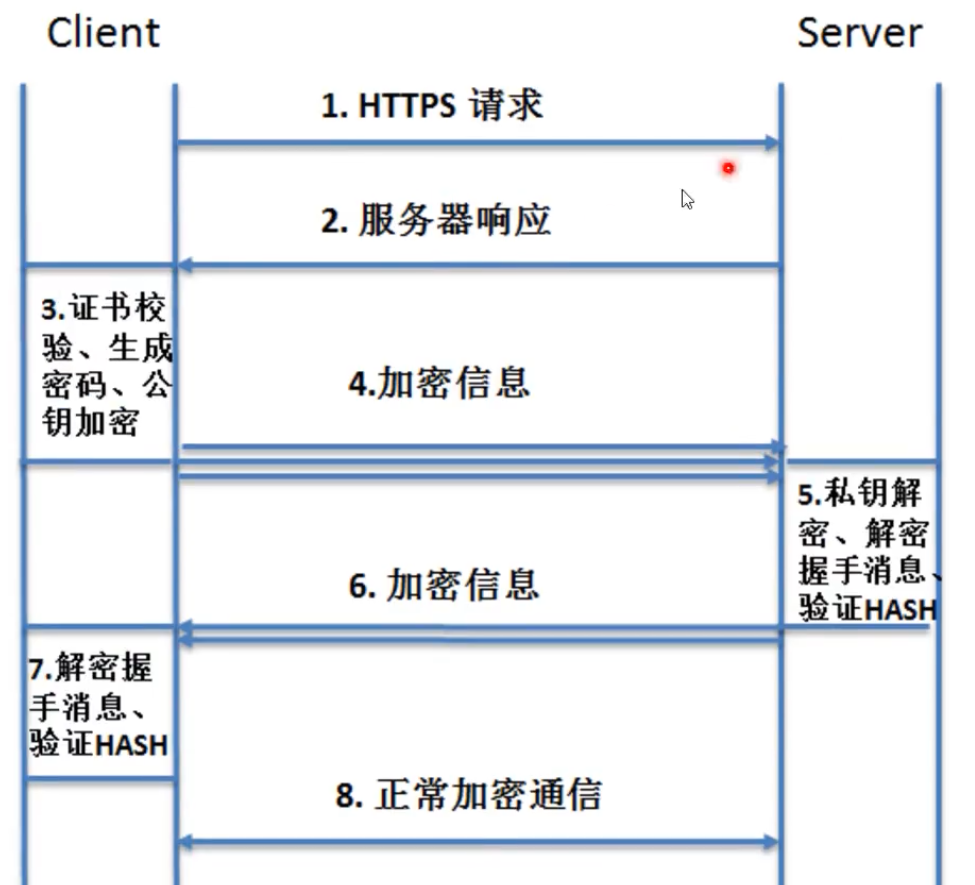 Client
Server
1. HTTPS 请求
2. 服务器响应
3.证书校
验、生成
密码、公
钥加密
4.加密信息
5.私钥解
密、解密
握手消息、
验证HASH
6. 加密信息
7.解密握
手消息、
验证HASH
8. 正常加密通信